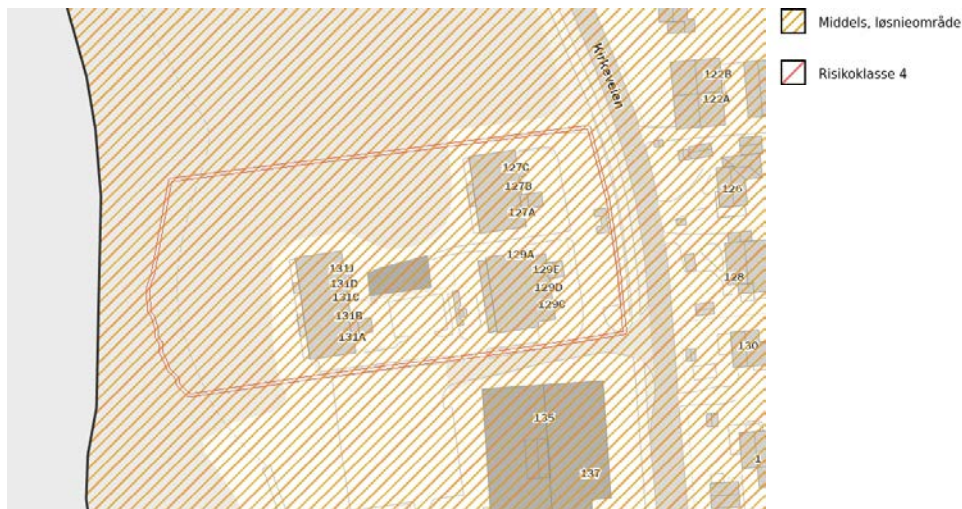 Middels, løsnieområde
Risikoklasse 4
Kirkeveien
122B
122A
127C
127B
127A
126
129A
129E
129D
129C
131J
131D
131C
131B
131A
128
130
135
137
1